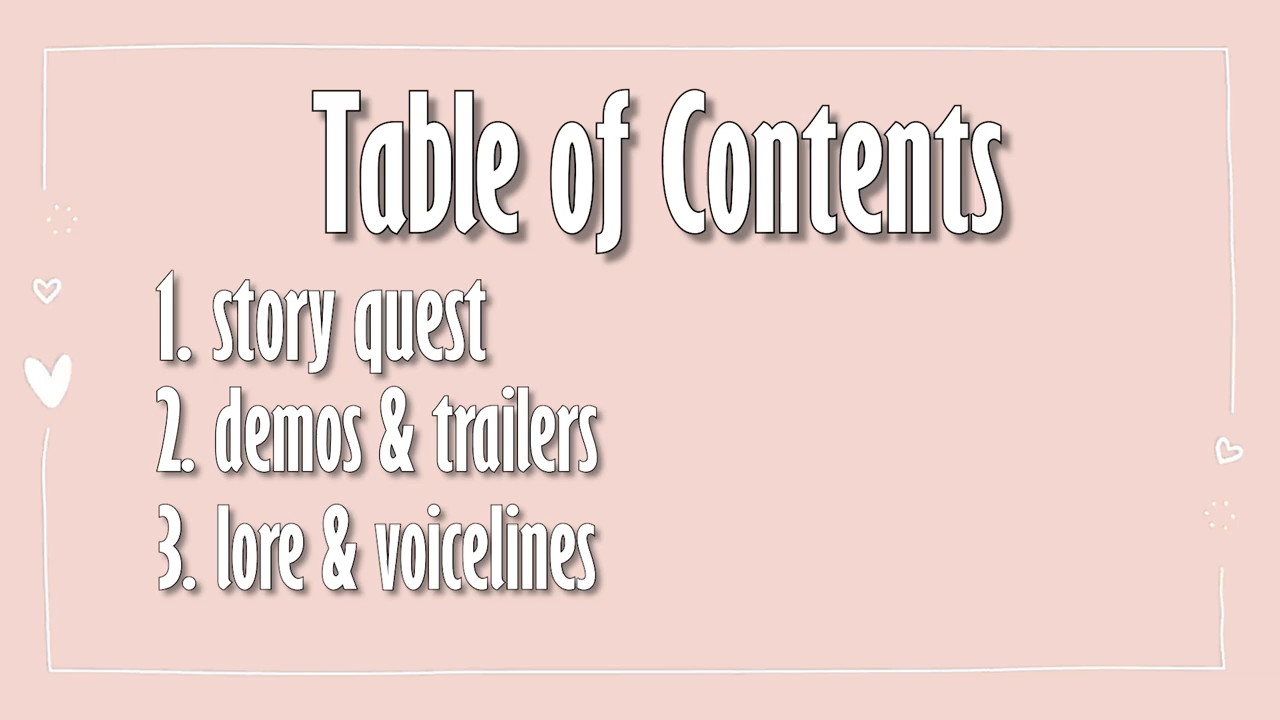 Table of Contents
1. story quest
2. demos & trailers
3. lore & voicelines